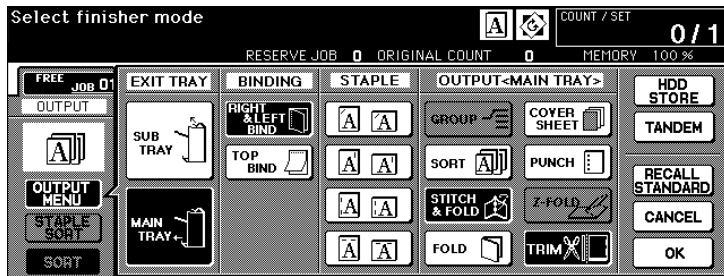 Select finisher mode
COUNT / SET
0/1
RESERVE JOB 0 ORIGINAL COUNT 0 MEMORY 100 %
FREE JOB 01
OUTPUT
A
OUTPUT MENU
STAPLE SORT
SORT
EXIT TRAY
SUB TRAY
MAIN TRAY
BINDING
RIGHT &LEFT BIND
TOP BIND
STAPLE
A A
A A
A A
A A
OUTPUT<MAIN TRAY>
GROUP
COVER SHEET
SORT A
PUNCH
STITCH & FOLD
Z-FOLD
FOLD
TRIM
HDD STORE
TANDEM
RECALL STANDARD
CANCEL
OK